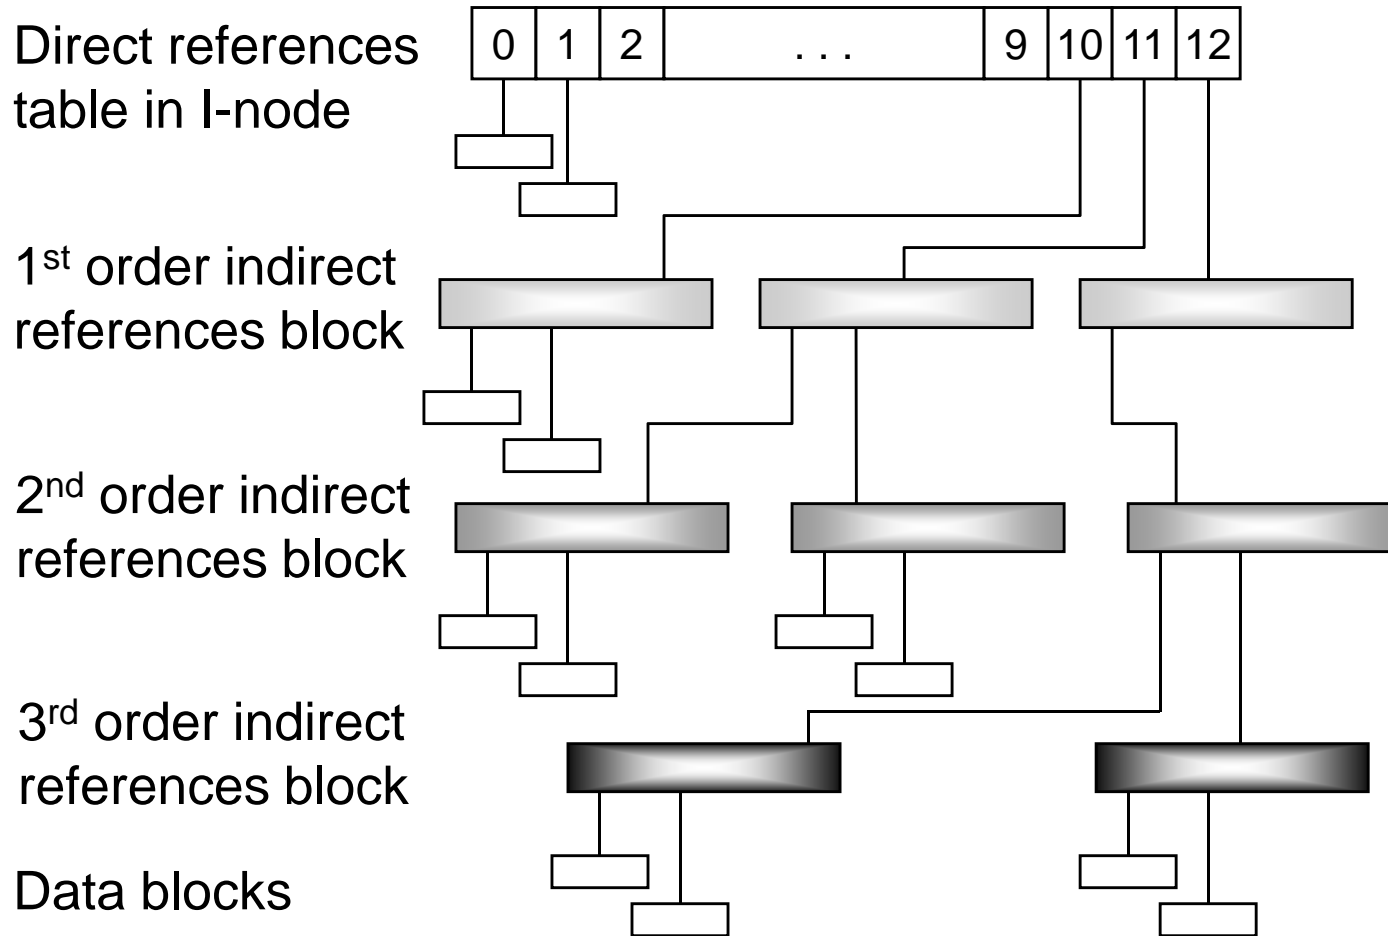 Direct references
table in I-node
0 1 2 . . . 9 10 11 12
1st order indirect
references block
2nd order indirect
references block
3rd order indirect
references block
Data blocks